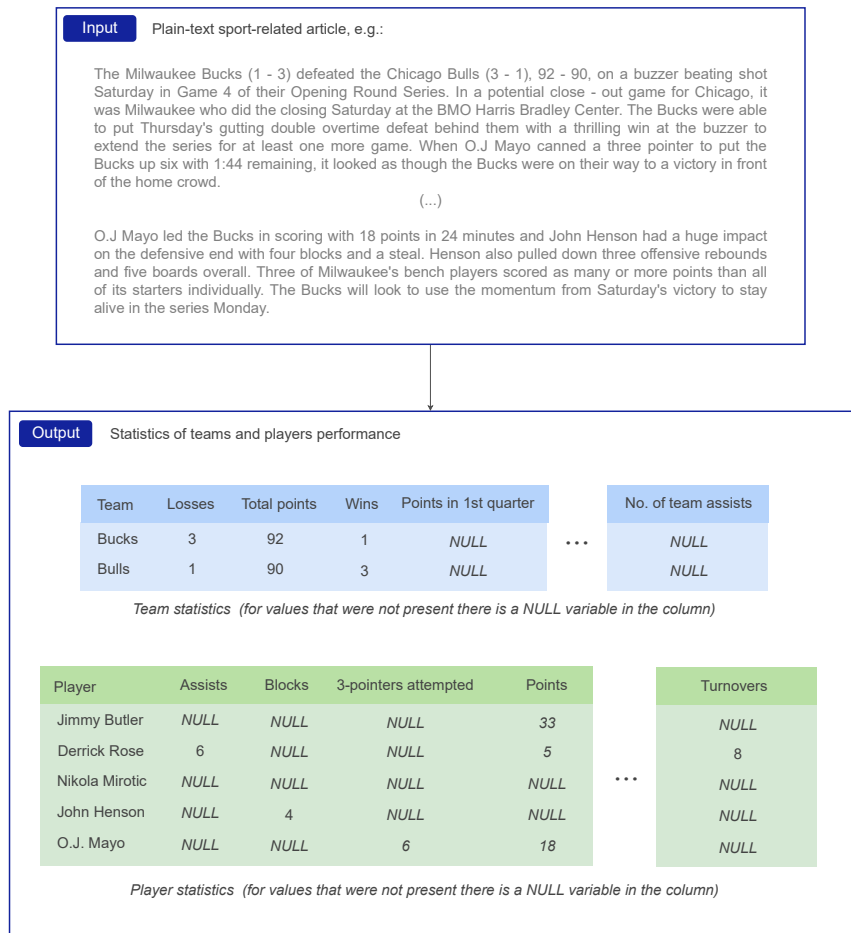 Input Plain-text sport-related article, e.g.:
The Milwaukee Bucks (1 - 3) defeated the Chicago Bulls (3 - 1), 92 - 90, on a buzzer beating shot
Saturday in Game 4 of their Opening Round Series. In a potential close - out game for Chicago, it
was Milwaukee who did the closing Saturday at the BMO Harris Bradley Center. The Bucks were able
to put Thursday's gutting double overtime defeat behind them with a thrilling win at the buzzer to
extend the series for at least one more game. When O.J Mayo canned a three pointer to put the
Bucks up six with 1:44 remaining, it looked as though the Bucks were on their way to a victory in front
of the home crowd.
(...)
O.J Mayo led the Bucks in scoring with 18 points in 24 minutes and John Henson had a huge impact
on the defensive end with four blocks and a steal. Henson also pulled down three offensive rebounds
and five boards overall. Three of Milwaukee's bench players scored as many or more points than all
of its starters individually. The Bucks will look to use the momentum from Saturday's victory to stay
alive in the series Monday.
Output Statistics of teams and players performance
Team Losses Total points Wins Points in 1st quarter No. of team assists
Bucks 3 92 1 NULL ... NULL
Bulls 1 90 3 NULL NULL
Team statistics (for values that were not present there is a NULL variable in the column)
Player Assists Blocks 3-pointers attempted Points Turnovers
Jimmy Butler NULL NULL NULL 33 NULL
Derrick Rose 6 NULL NULL 5 8
Nikola Mirotic NULL NULL NULL NULL ... NULL
John Henson NULL 4 NULL NULL NULL
O.J. Mayo NULL NULL 6 18 NULL
Player statistics (for values that were not present there is a NULL variable in the column)